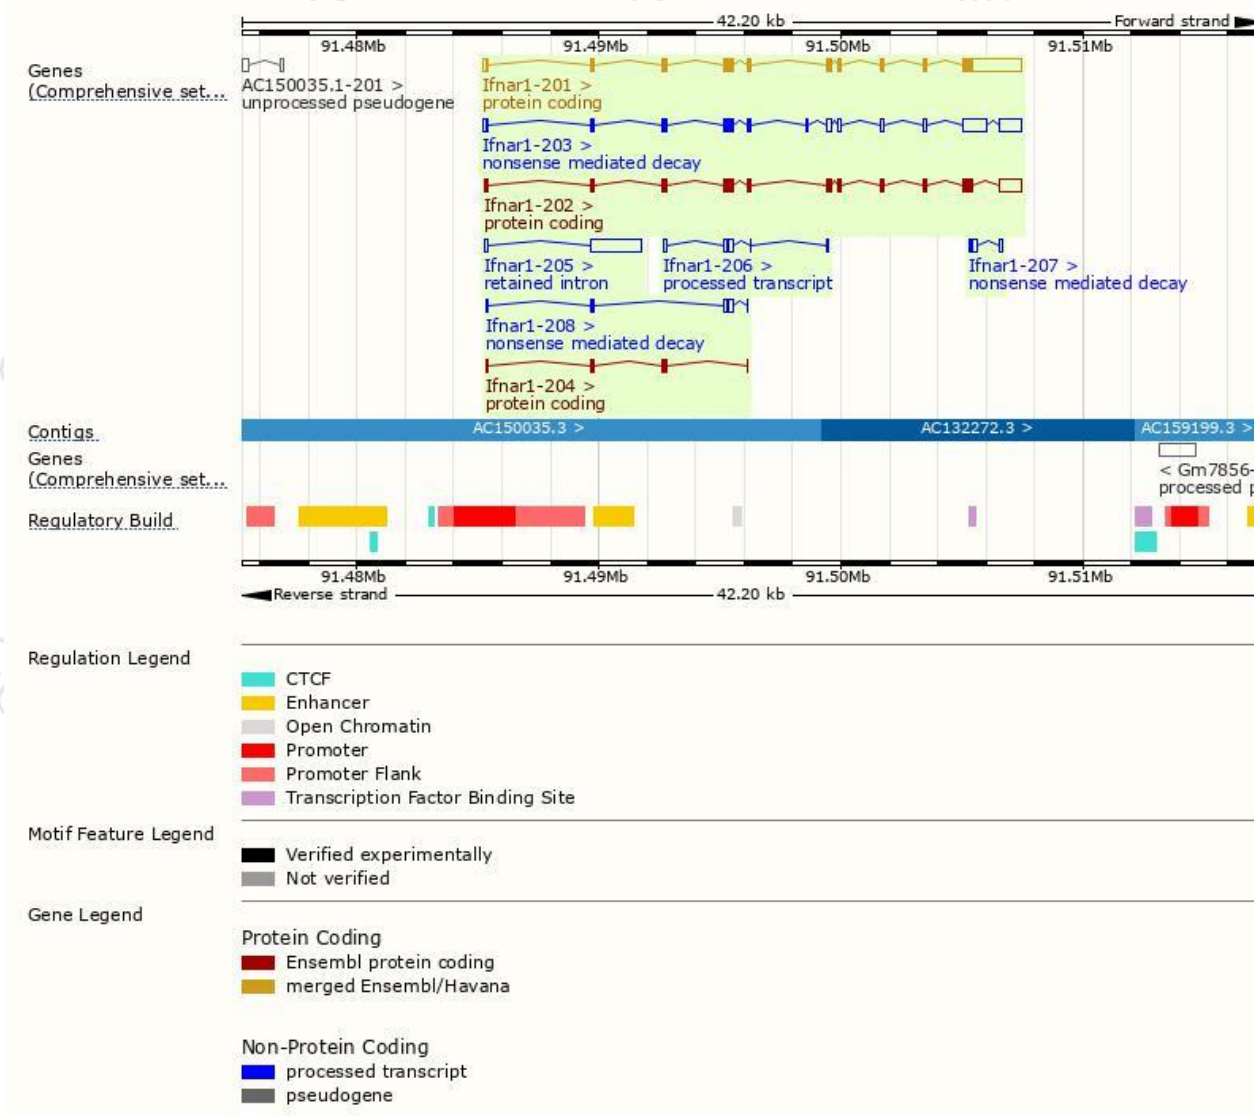 42.20 kb
Forward strand
91.48Mb 91.49Mb 91.50Mb 91.51Mb
Genes
(Comprehensive set...
AC150035.1-201 >
unprocessed pseudogene
Ifnar1-201 >
protein coding
Ifnar1-203 >
nonsense mediated decay
Ifnar1-202 >
protein coding
Ifnar1-205 >
retained intron
Ifnar1-206 >
processed transcript
Ifnar1-207 >
nonsense mediated decay
Ifnar1-208 >
nonsense mediated decay
Ifnar1-204 >
protein coding
Contigs
AC150035.3 >
AC132272.3 >
AC159199.3 >
Genes
(Comprehensive set...
< Gm7856-
processed p
Regulatory Build
91.48Mb 91.49Mb 91.50Mb 91.51Mb
Reverse strand
42.20 kb
Regulation Legend
CTCF
Enhancer
Open Chromatin
Promoter
Promoter Flank
Transcription Factor Binding Site
Motif Feature Legend
Verified experimentally
Not verified
Gene Legend
Protein Coding
Ensembl protein coding
merged Ensembl/Havana
Non-Protein Coding
processed transcript
pseudogene